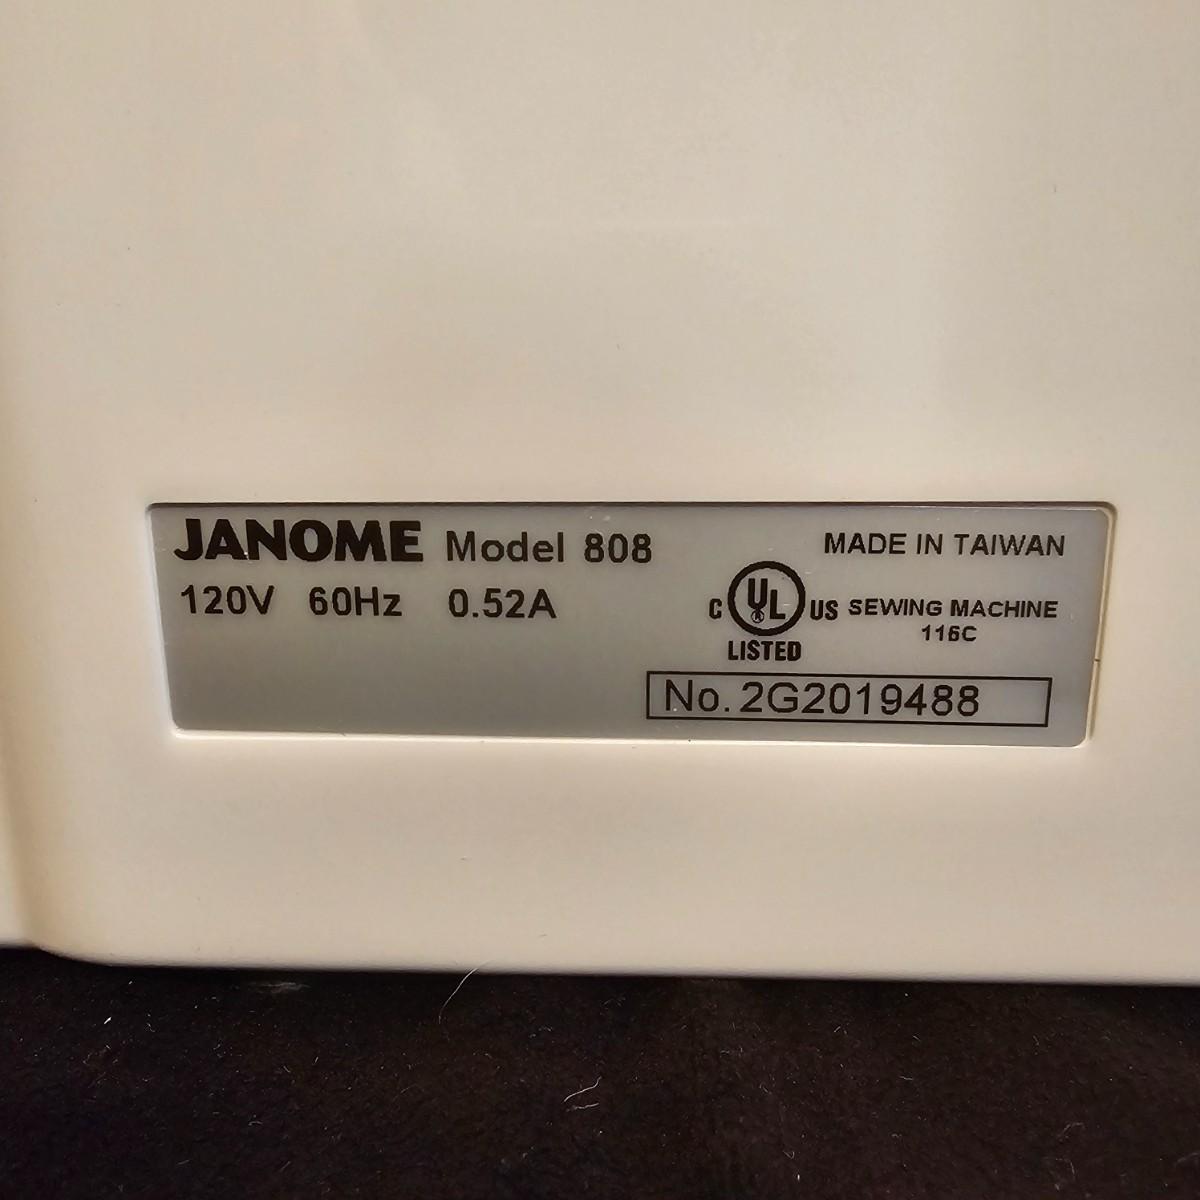 JANOME Model 808
MADE IN TAIWAN
120V 60Hz 0.52A
C UL ® US
LISTED
SEWING MACHINE
116C
No. 2G2019488